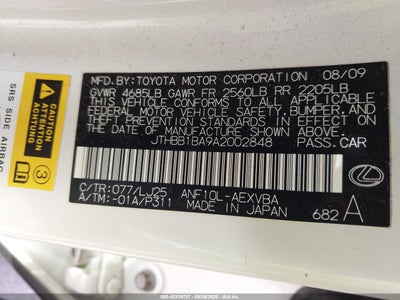 MFD. BY:TOYOTA MOTOR CORPORATION 08/09
GVWR 4685LB GAWR FR 2560LB RR 2205LB
THIS VEHICLE CONFORMS TO ALL APPLICABLE
FEDERAL MOTOR VEHICLE SAFETY, BUMPER, AND
THEFT PREVENTION STANDARDS IN EFFECT ON
THE DATE OF MANUFACTURE SHOWN ABOVE.
JTHBB1BA9A2002848 PASS.CAR
C/TR:077/LJ25 ANF10L-AEXVBA
A/TM:-01A/P311 MADE IN JAPAN
682A
SRS SIDE AIRBAG
3